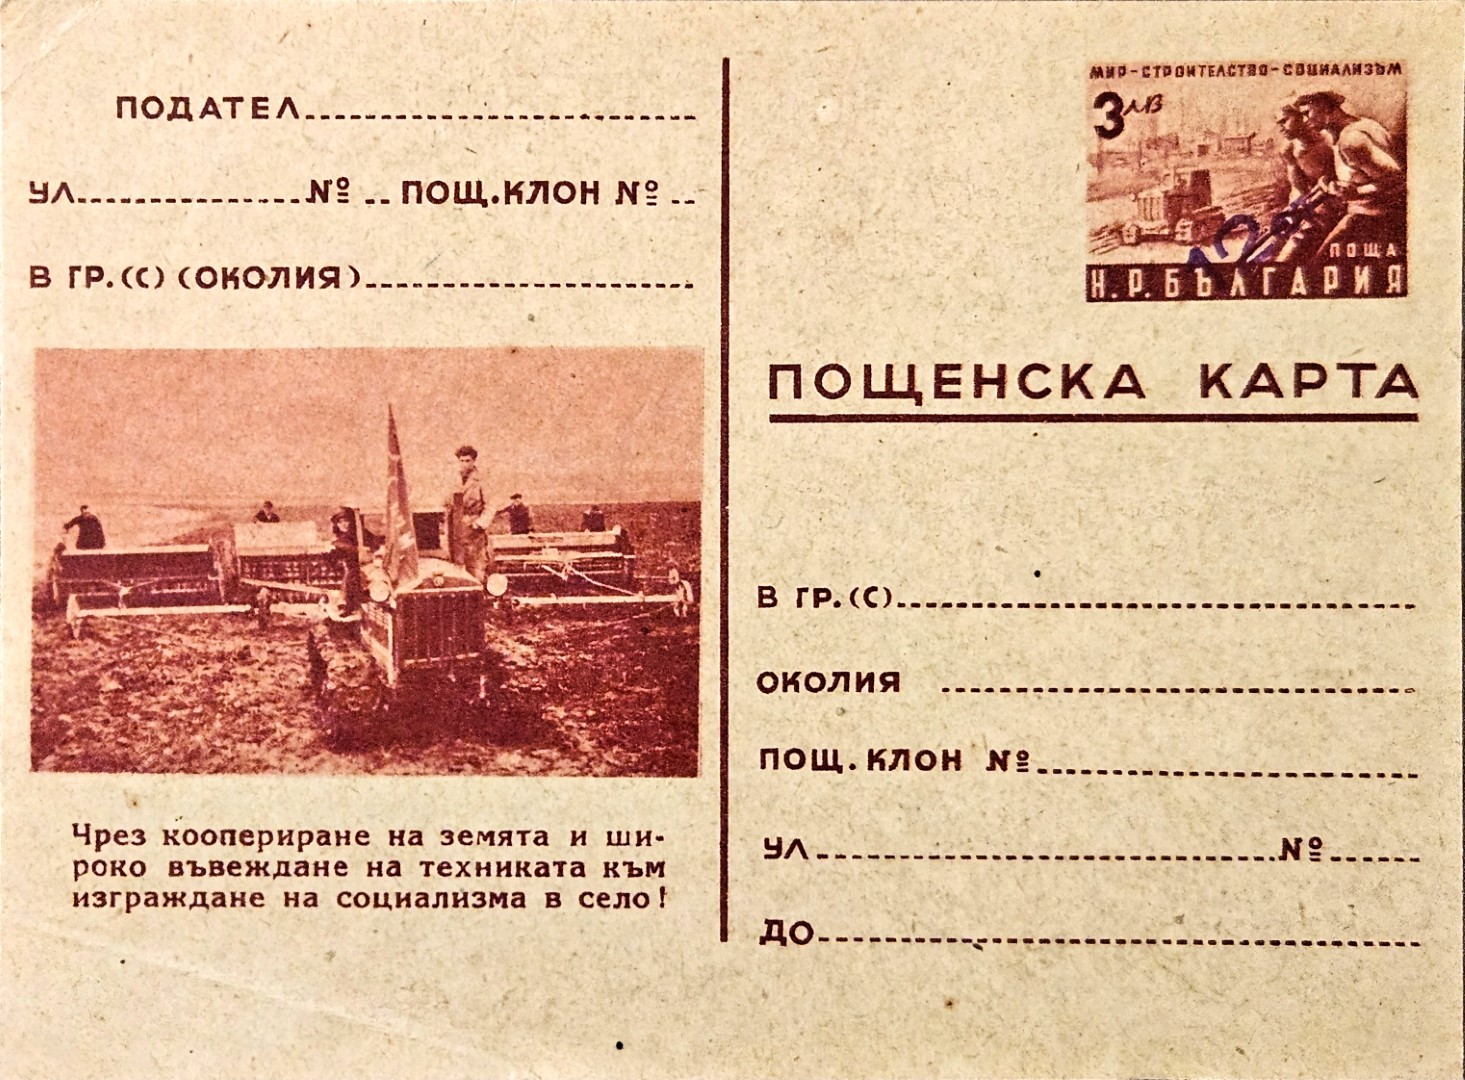 ПОДАТЕЛ
УЛ № ПОЩ.КЛОН №
В ГР.(С) (ОКОЛИЯ)
Чрез коопериране на земята и ши-
роко въвеждане на техниката към
изграждане на социализма в село!
МИР-СТРОИТЕЛСТВО-СОЦИАЛИЗЪМ
3 ЛВ
12 ст
ПОЩА
Н.Р.БЪЛГАРИЯ
ПОЩЕНСКА КАРТА
В ГР.(С)
ОКОЛИЯ
ПОЩ. КЛОН №
УЛ №
ДО